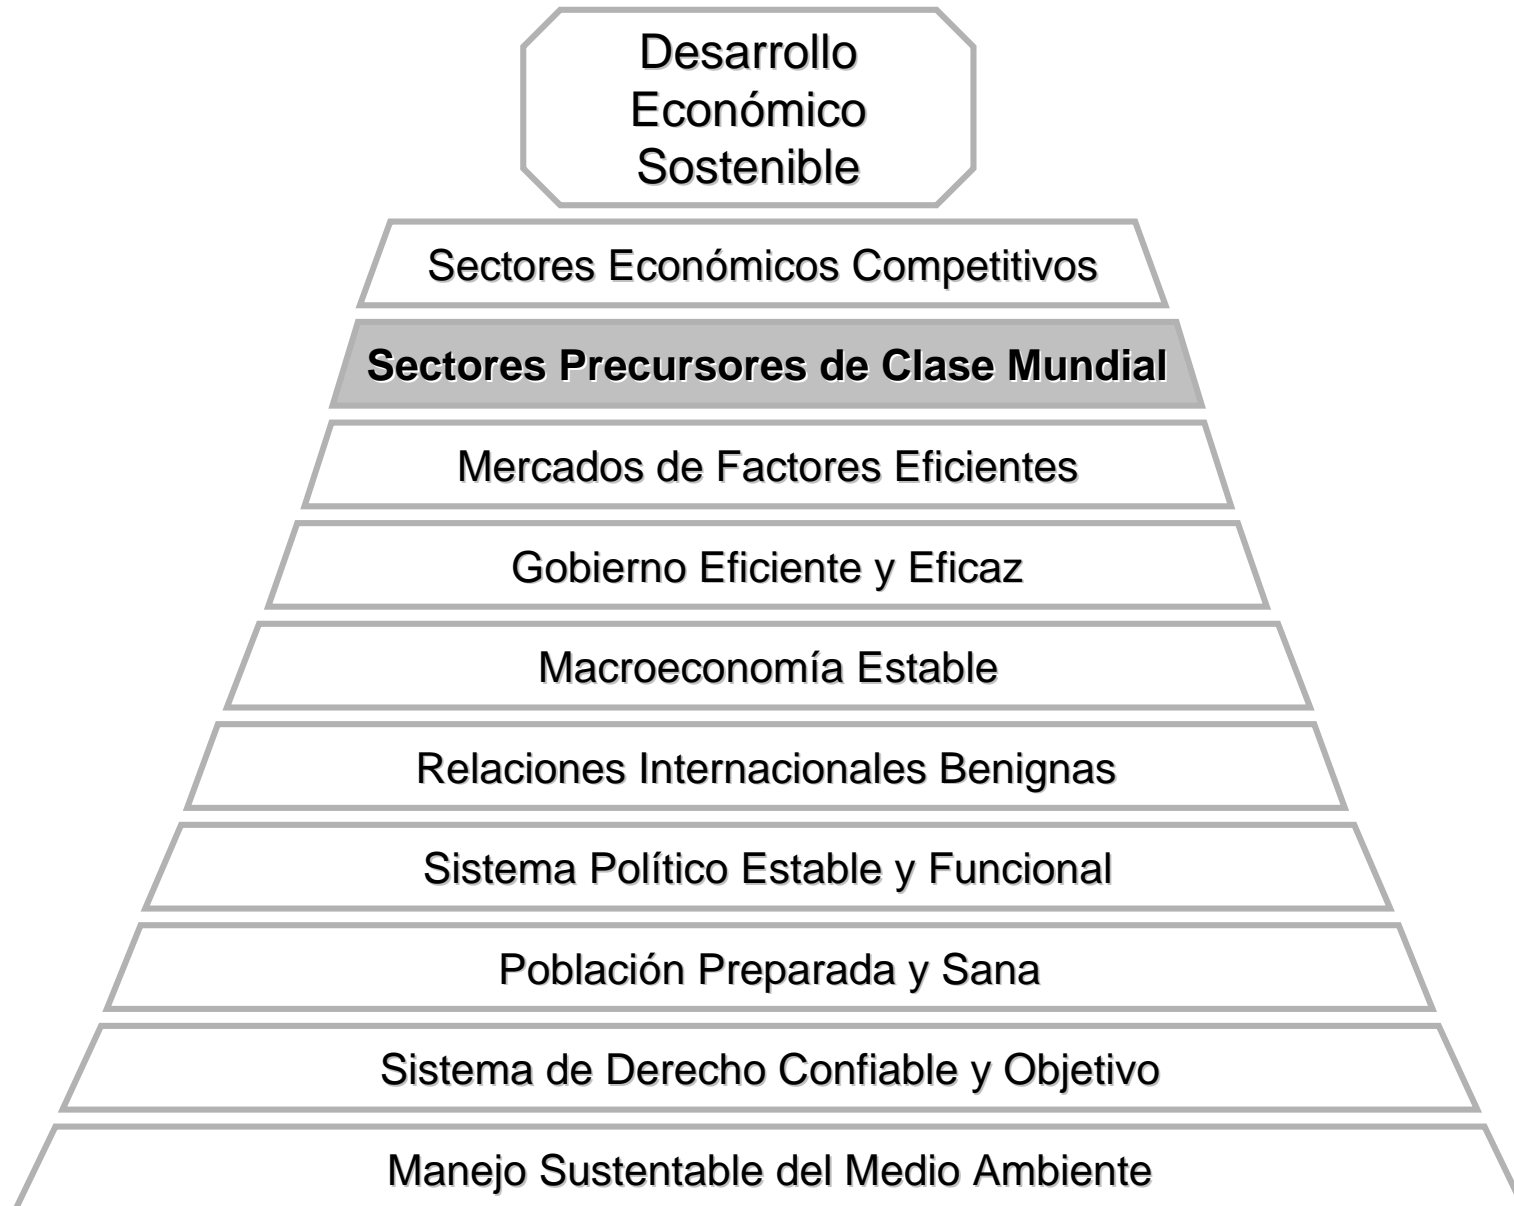 Desarrollo
Económico
Sostenible
Sectores Económicos Competitivos
Sectores Precursores de Clase Mundial
Mercados de Factores Eficientes
Gobierno Eficiente y Eficaz
Macroeconomía Estable
Relaciones Internacionales Benignas
Sistema Político Estable y Funcional
Población Preparada y Sana
Sistema de Derecho Confiable y Objetivo
Manejo Sustentable del Medio Ambiente